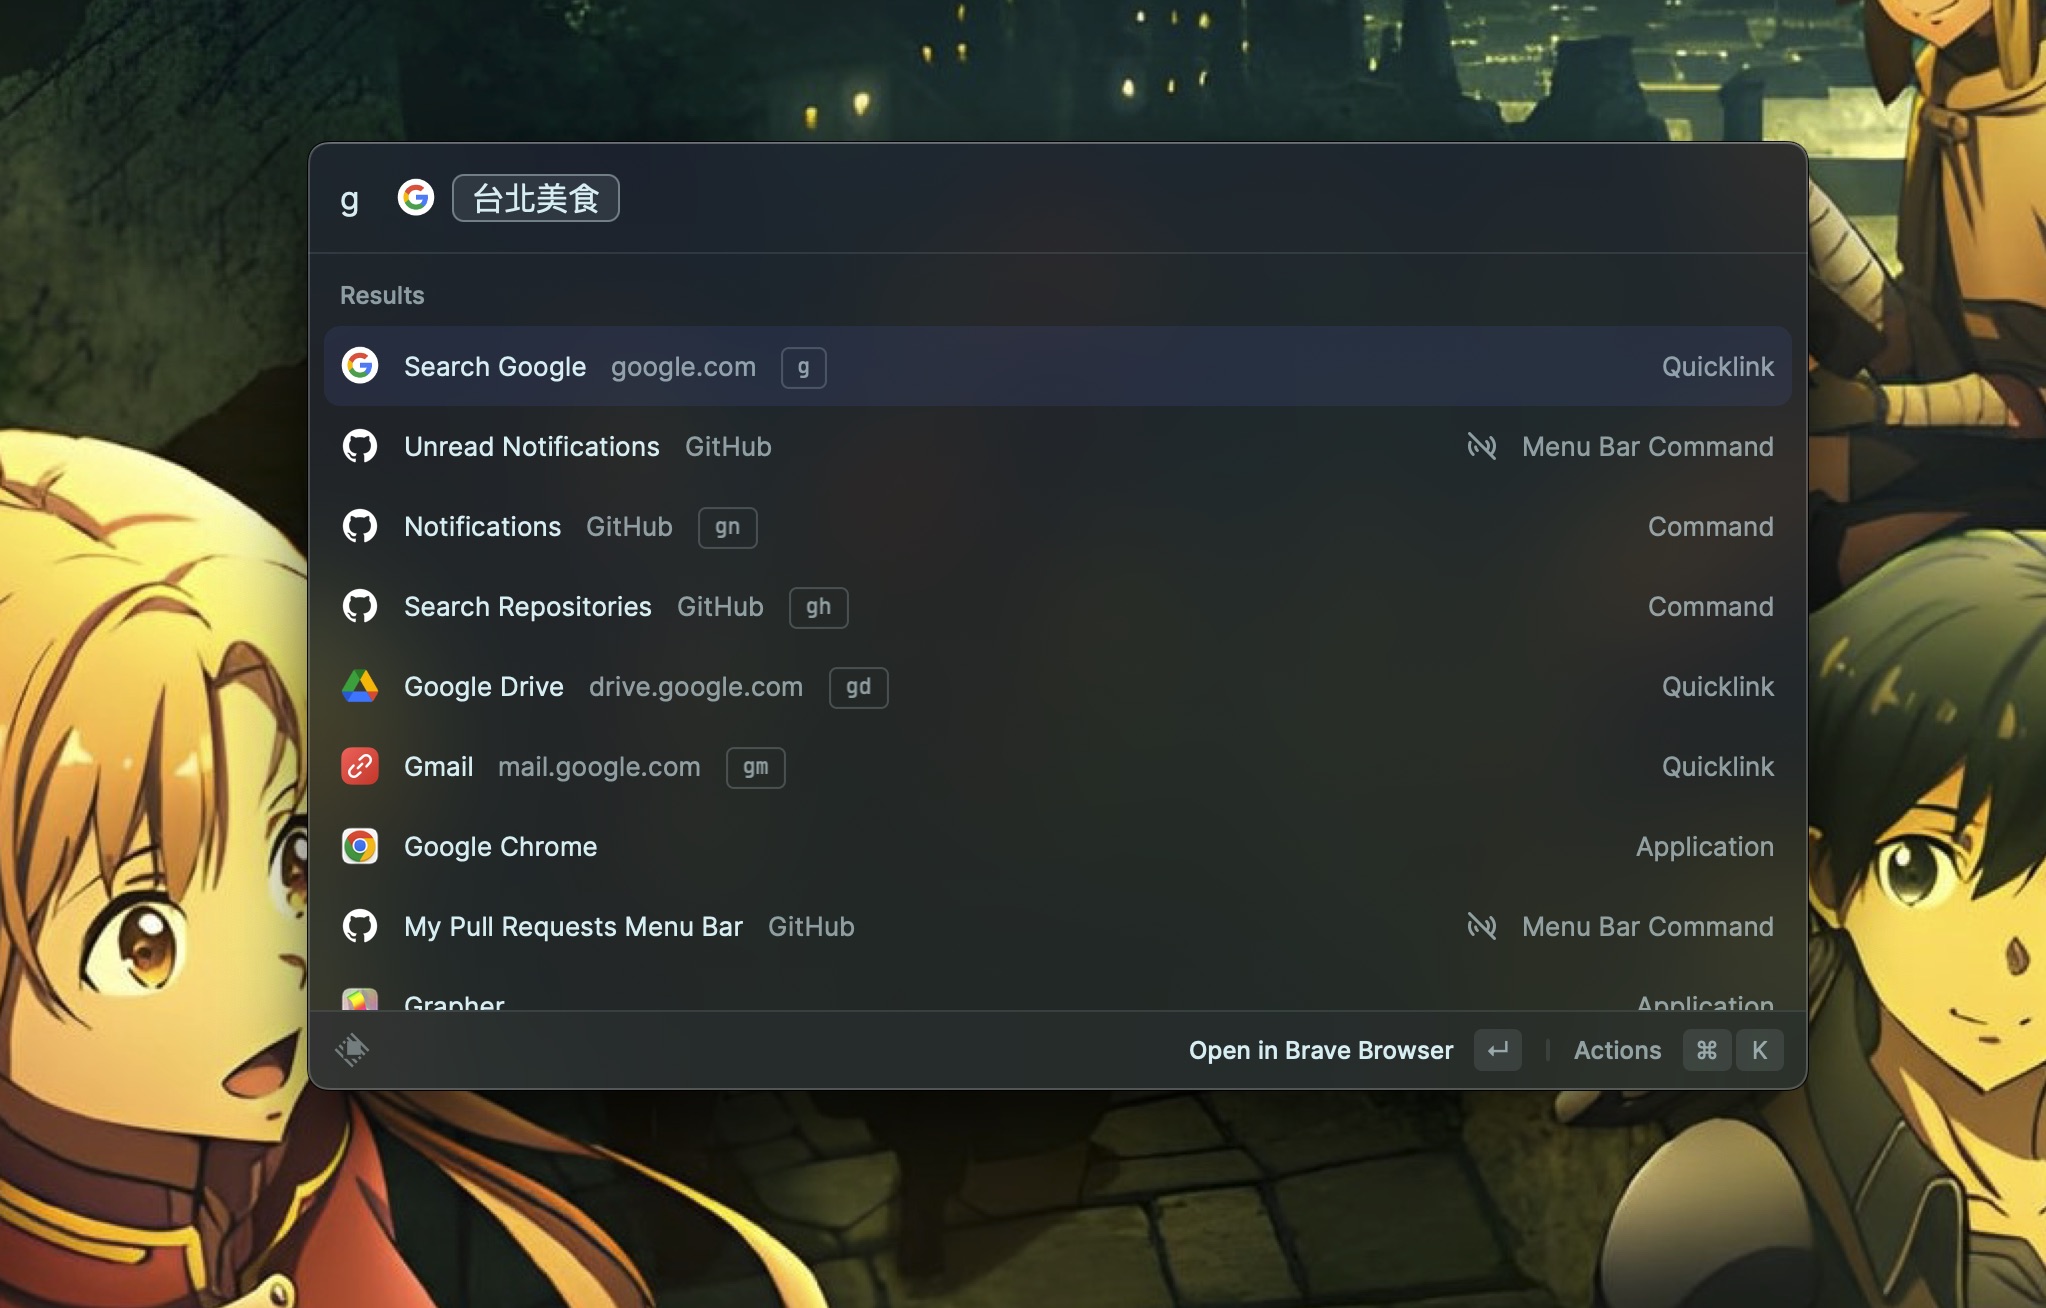 g 台北美食
Results
Search Google google.com g Quicklink
Unread Notifications GitHub Menu Bar Command
Notifications GitHub gn Command
Search Repositories GitHub gh Command
Google Drive drive.google.com gd Quicklink
Gmail mail.google.com gm Quicklink
Google Chrome Application
My Pull Requests Menu Bar GitHub Menu Bar Command
Grapher Application
Open in Brave Browser ↵ Actions ⌘ K